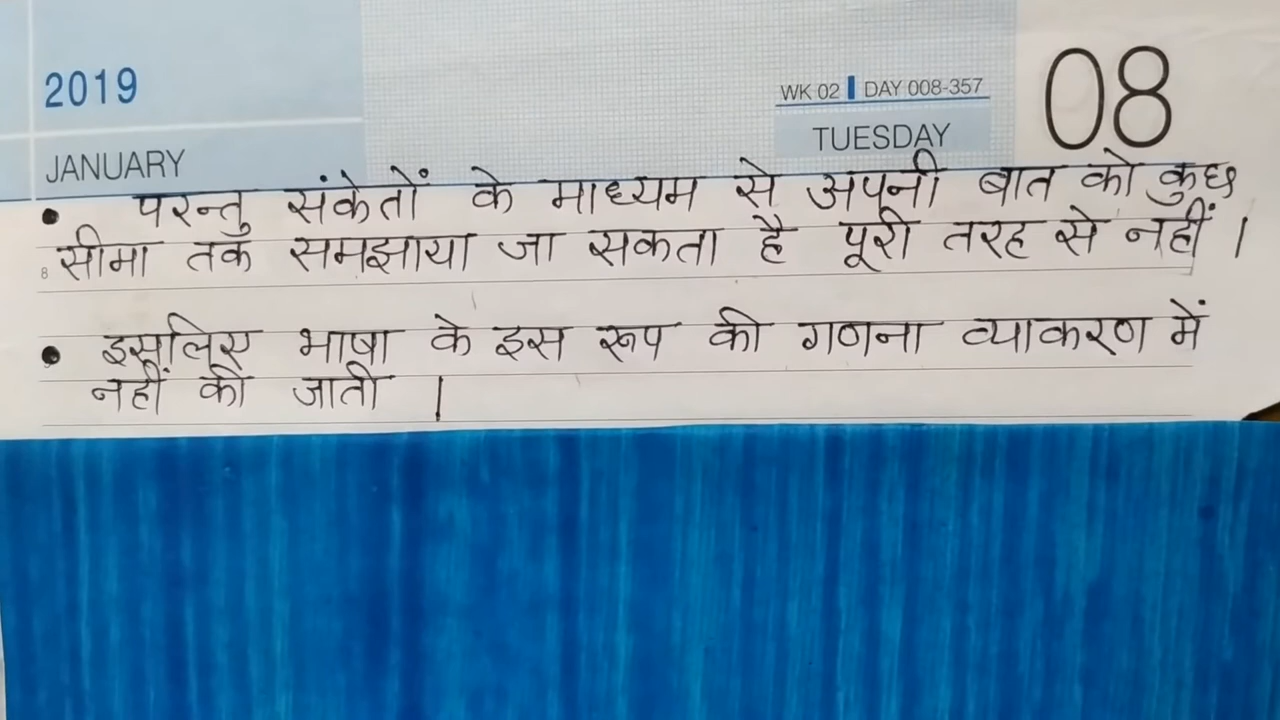 2019
WK 02 DAY 008-357
08
JANUARY
TUESDAY
• परन्तु संकेतों के माध्यम से अपनी बात को कुछ
8 सीमा तक समझाया जा सकता है पूरी तरह से नहीं ।
• इसलिए भाषा के इस रूप की गणना व्याकरण में
नहीं की जाती ।